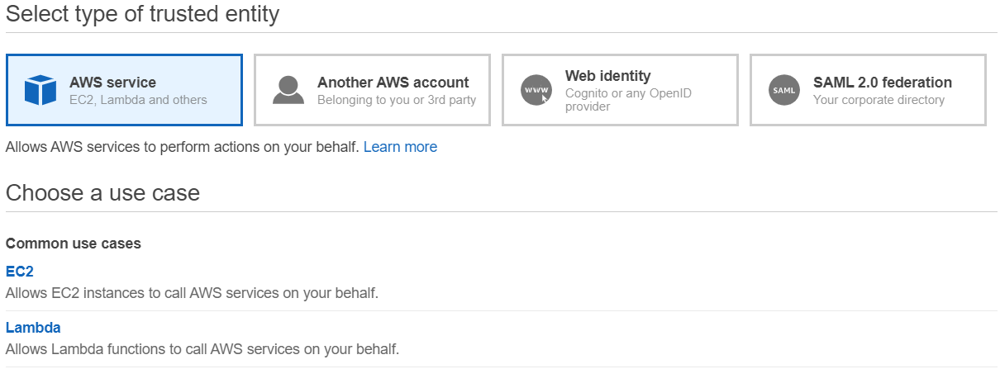 Select type of trusted entity
AWS service
EC2, Lambda and others
Another AWS account
Belonging to you or 3rd party
WWW
Web identity
Cognito or any OpenID
provider
SAML
SAML 2.0 federation
Your corporate directory
Allows AWS services to perform actions on your behalf. Learn more
Choose a use case
Common use cases
EC2
Allows EC2 instances to call AWS services on your behalf.
Lambda
Allows Lambda functions to call AWS services on your behalf.